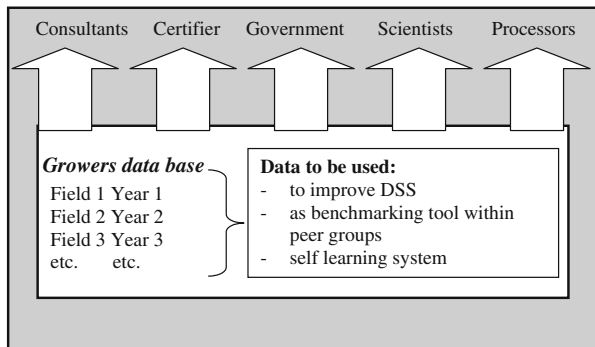 Consultants Certifier Government Scientists Processors
Growers data base
Field 1 Year 1
Field 2 Year 2
Field 3 Year 3
etc. etc.
Data to be used:
- to improve DSS
- as benchmarking tool within
peer groups
- self learning system